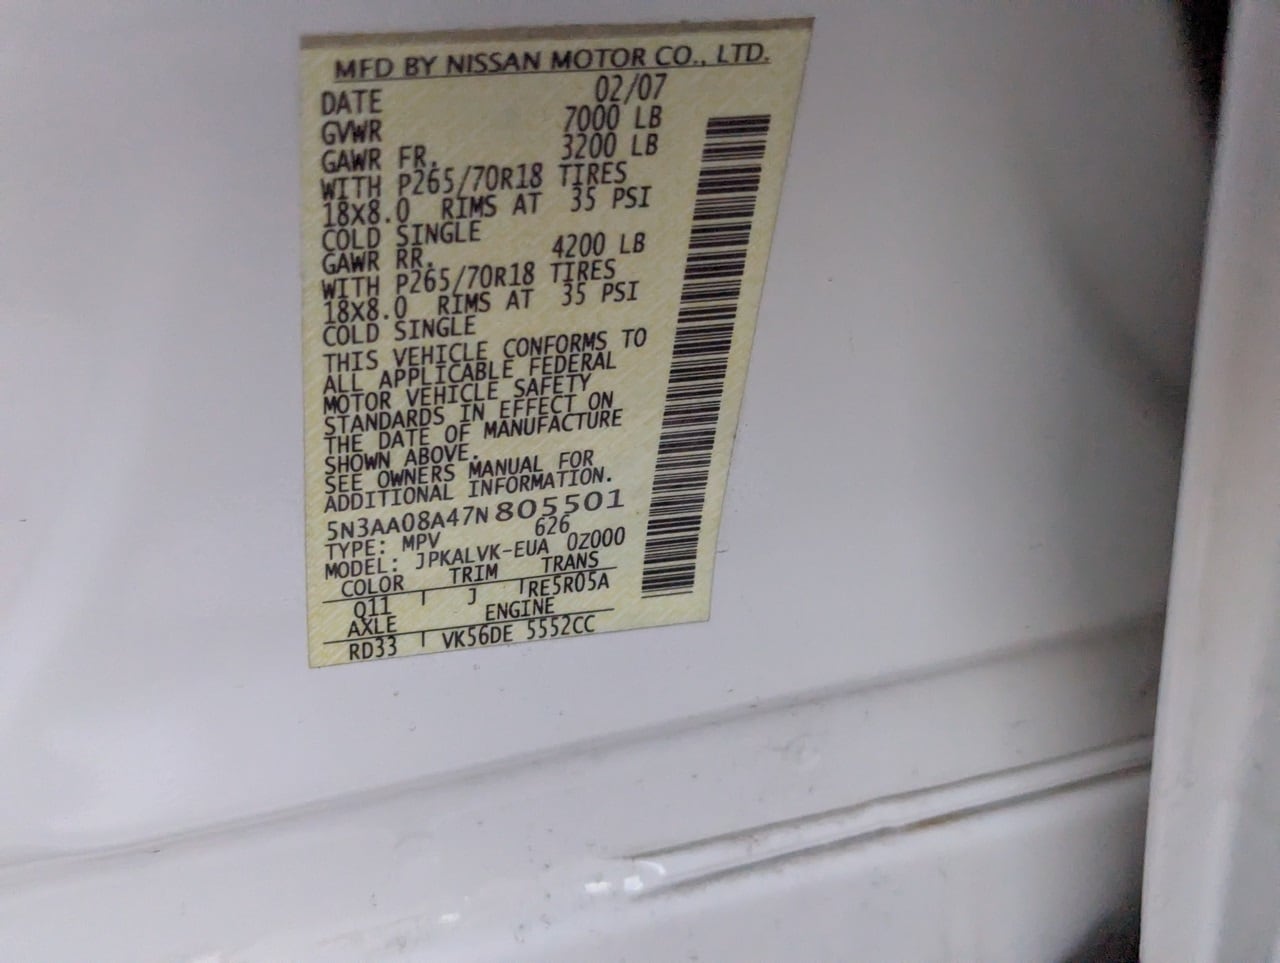 MFD BY NISSAN MOTOR CO., LTD.
DATE 02/07
GVWR 7000 LB
GAWR FR. 3200 LB
WITH P265/70R18 TIRES
18X8.0 RIMS AT 35 PSI
COLD SINGLE
GAWR RR. 4200 LB
WITH P265/70R18 TIRES
18X8.0 RIMS AT 35 PSI
COLD SINGLE
THIS VEHICLE CONFORMS TO
ALL APPLICABLE FEDERAL
MOTOR VEHICLE SAFETY
STANDARDS IN EFFECT ON
THE DATE OF MANUFACTURE
SHOWN ABOVE.
SEE OWNERS MANUAL FOR
ADDITIONAL INFORMATION.
5N3AA08A47N805501
TYPE: MPV 626
MODEL: JPKALVK-EUA 0Z000
COLOR TRIM TRANS
Q11 J RE5R05A
AXLE ENGINE
RD33 VK56DE 5552CC